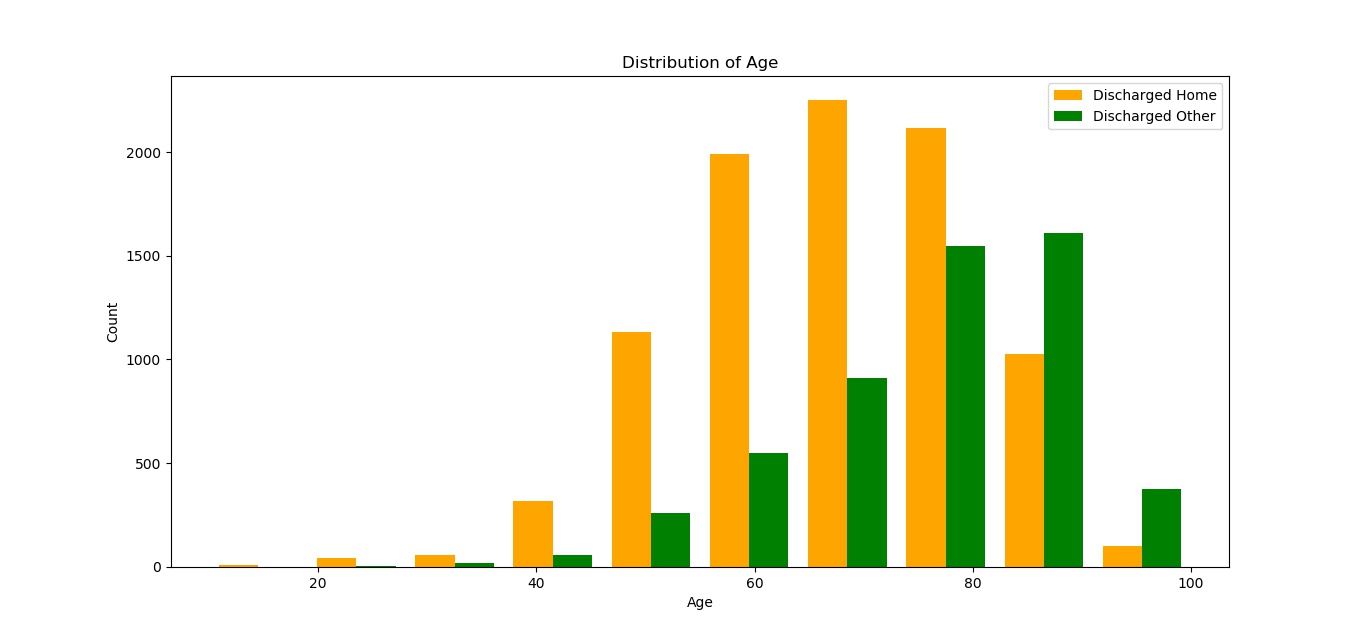 Distribution of Age
Discharged Home
Discharged Other
2000
1500
1000
500
0
Count
20 40 60 80 100
Age